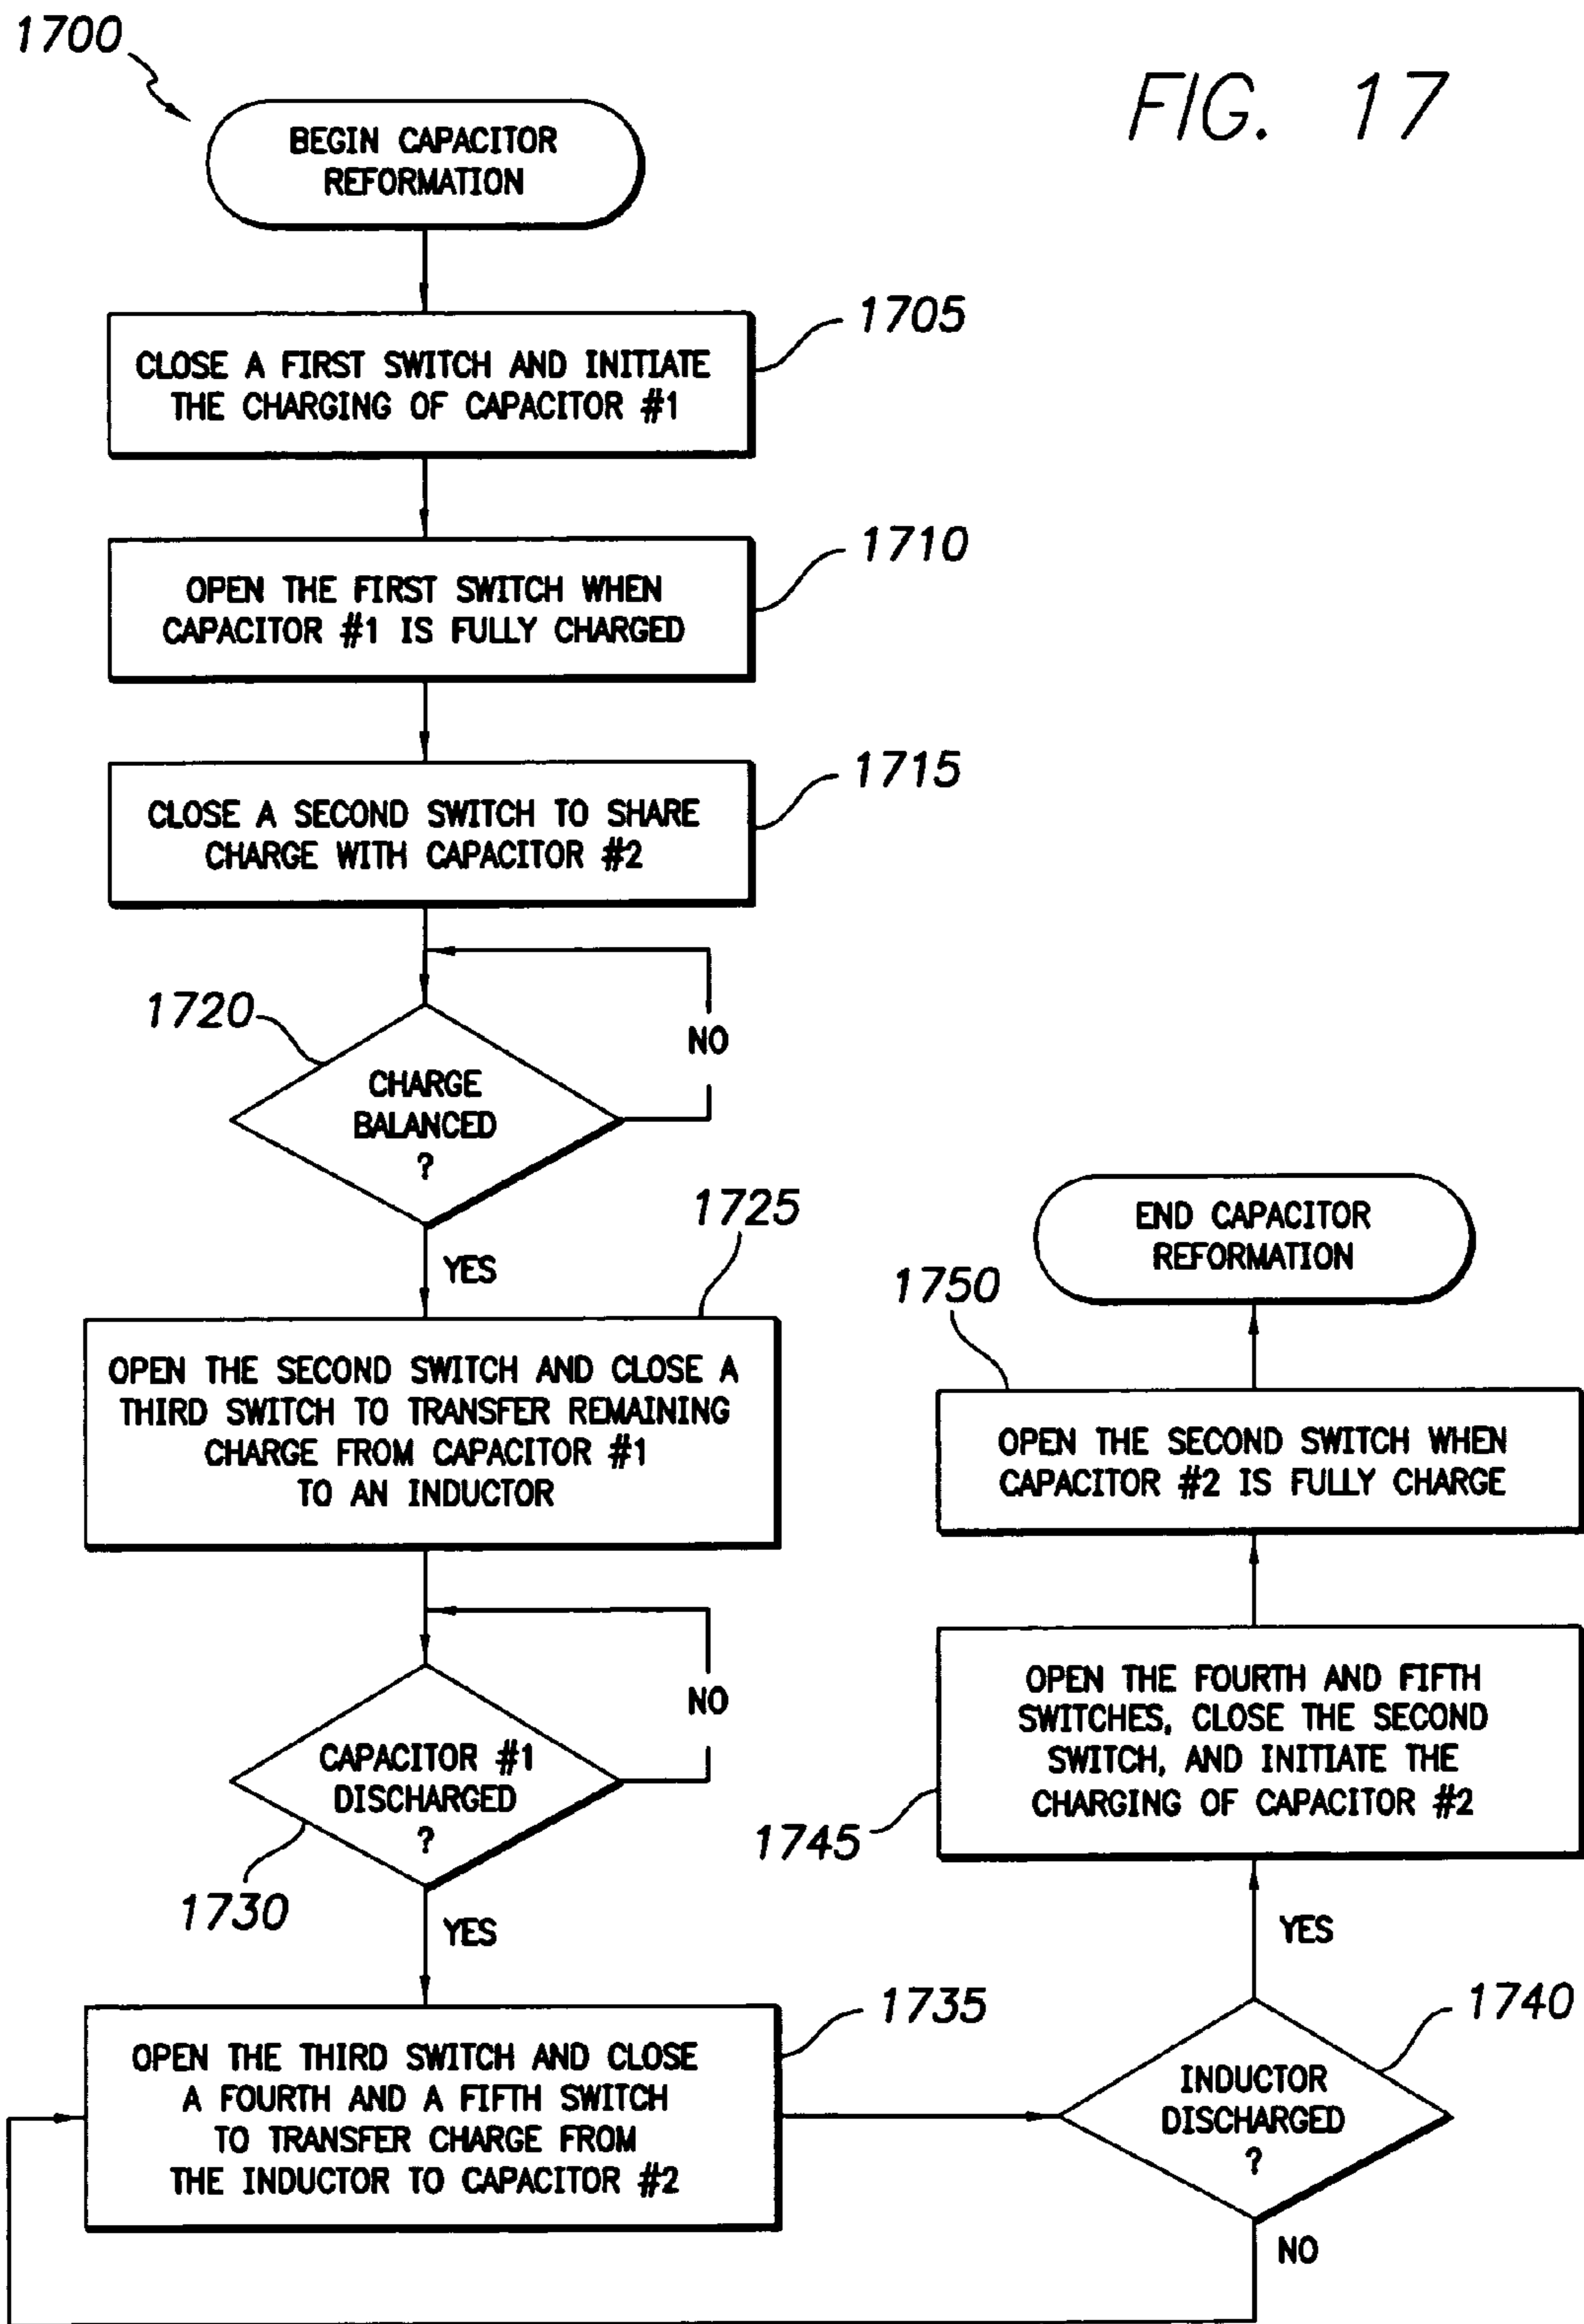 1700
FIG. 17
BEGIN CAPACITOR
REFORMATION
1705
CLOSE A FIRST SWITCH AND INITIATE
THE CHARGING OF CAPACITOR #1
1710
OPEN THE FIRST SWITCH WHEN
CAPACITOR #1 IS FULLY CHARGED
1715
CLOSE A SECOND SWITCH TO SHARE
CHARGE WITH CAPACITOR #2
1720
NO
CHARGE
BALANCED
?
YES
1725
OPEN THE SECOND SWITCH AND CLOSE A
THIRD SWITCH TO TRANSFER REMAINING
CHARGE FROM CAPACITOR #1
TO AN INDUCTOR
NO
CAPACITOR #1
DISCHARGED
?
1730
YES
1735
OPEN THE THIRD SWITCH AND CLOSE
A FOURTH AND A FIFTH SWITCH
TO TRANSFER CHARGE FROM
THE INDUCTOR TO CAPACITOR #2
1740
INDUCTOR
DISCHARGED
?
NO
YES
1745
OPEN THE FOURTH AND FIFTH
SWITCHES, CLOSE THE SECOND
SWITCH, AND INITIATE THE
CHARGING OF CAPACITOR #2
1750
OPEN THE SECOND SWITCH WHEN
CAPACITOR #2 IS FULLY CHARGE
END CAPACITOR
REFORMATION